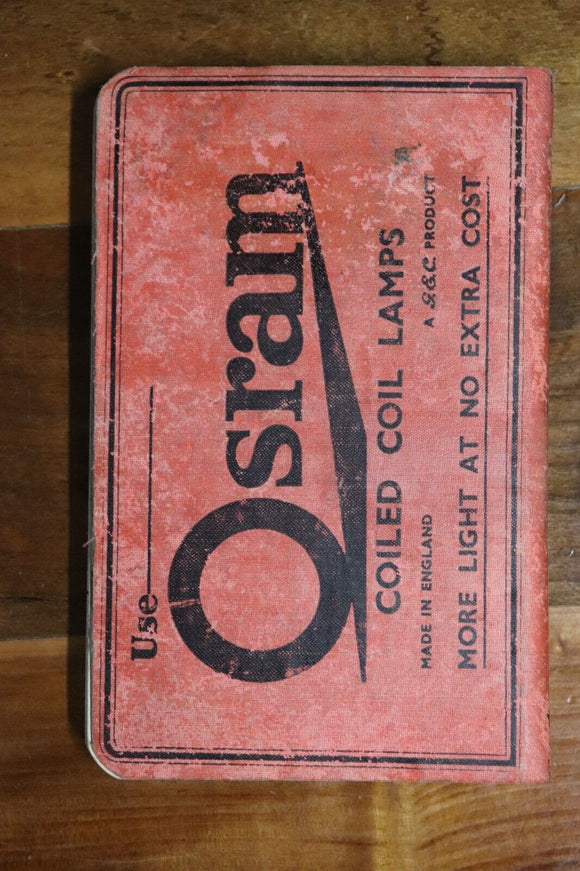 Use
Osram
COILED COIL LAMPS
MADE IN ENGLAND A G.E.C. PRODUCT
MORE LIGHT AT NO EXTRA COST